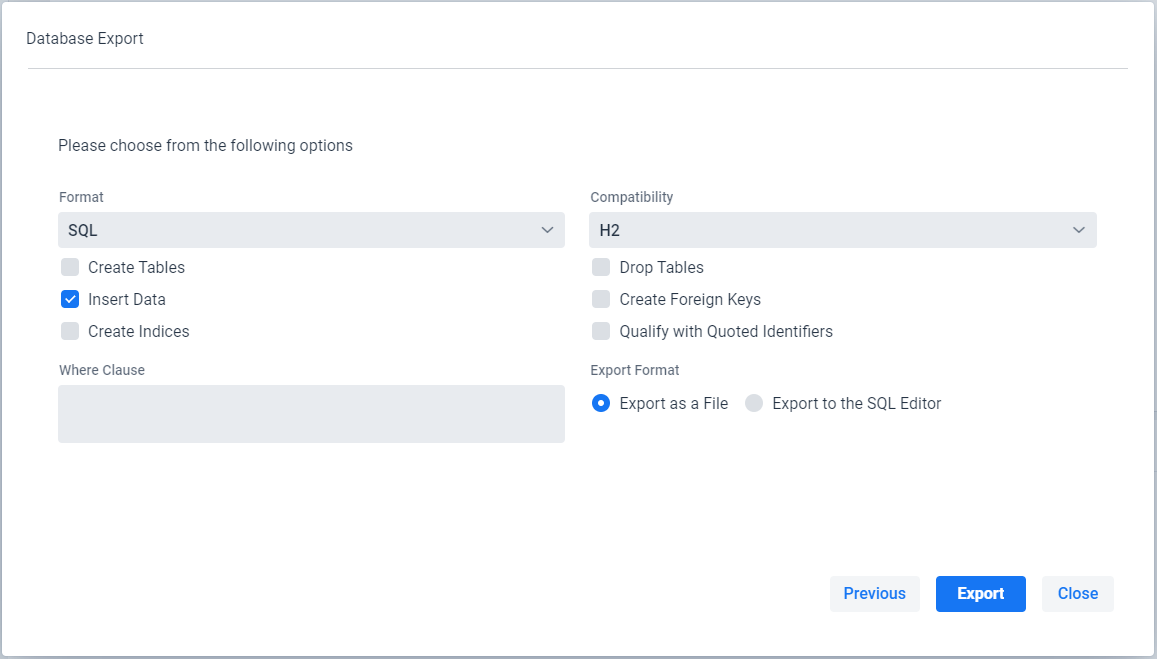 Database Export
Please choose from the following options
Format
Compatibility
SQL
H2
Create Tables
Drop Tables
Insert Data
Create Foreign Keys
Create Indices
Qualify with Quoted Identifiers
Where Clause
Export Format
Export as a File
Export to the SQL Editor
Previous
Export
Close